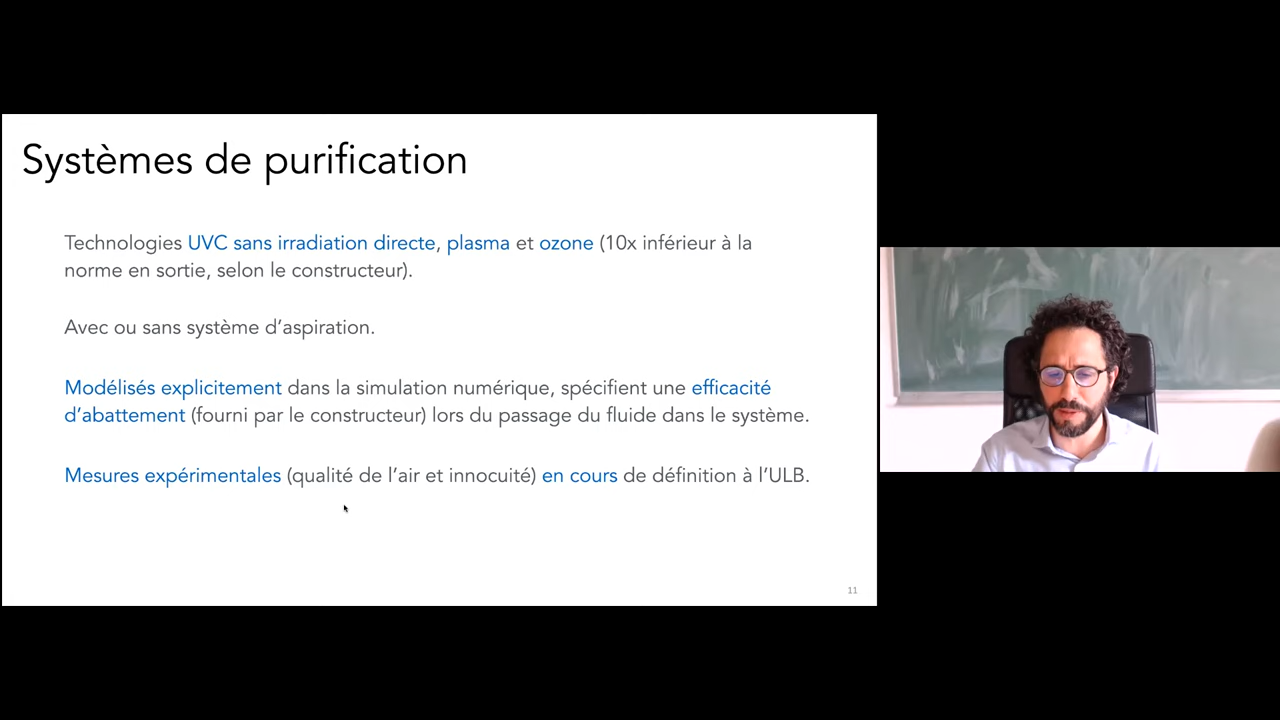 Systèmes de purification
Technologies UVC sans irradiation directe, plasma et ozone (10x inférieur à la
norme en sortie, selon le constructeur).
Avec ou sans système d’aspiration.
Modélisés explicitement dans la simulation numérique, spécifient une efficacité
d’abattement (fourni par le constructeur) lors du passage du fluide dans le système.
Mesures expérimentales (qualité de l’air et innocuité) en cours de définition à l’ULB.
11